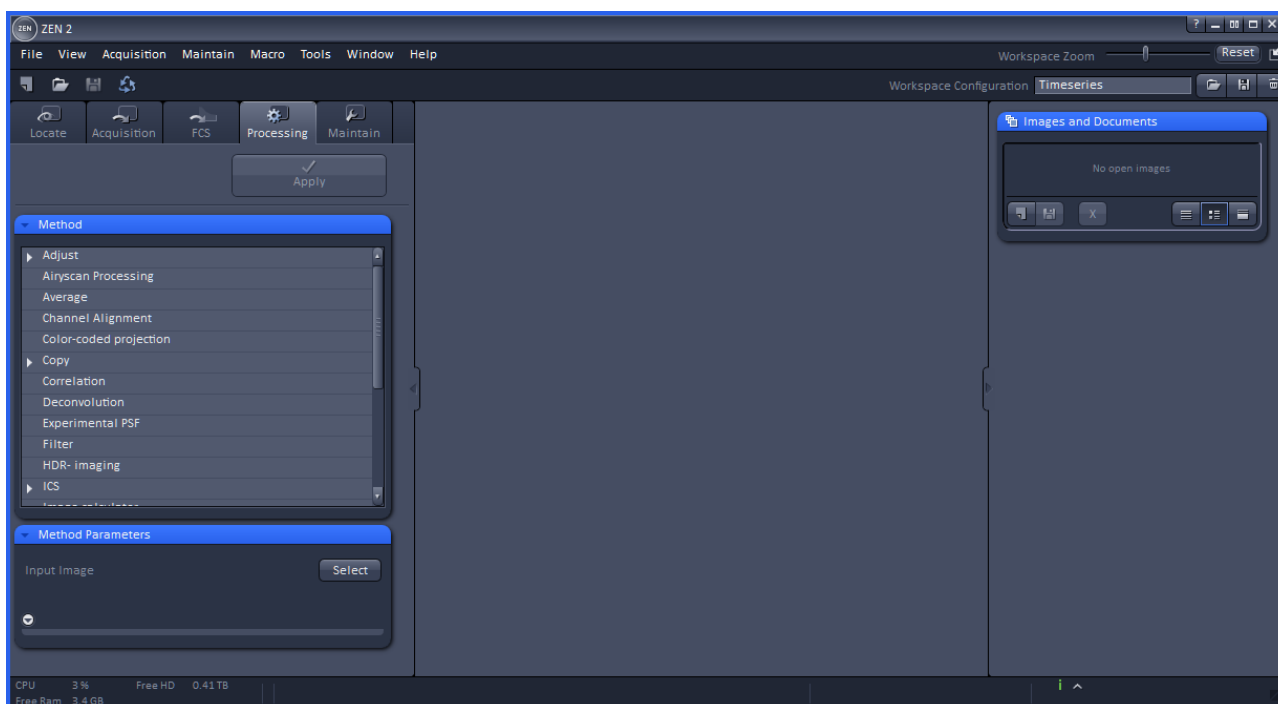 ZEN ZEN 2
?
File View Acquisition Maintain Macro Tools Window Help
Workspace Zoom Reset
Workspace Configuration Timeseries
Locate Acquisition FCS Processing Maintain
Apply
Method
Adjust
Airyscan Processing
Average
Channel Alignment
Color-coded projection
Copy
Correlation
Deconvolution
Experimental PSF
Filter
HDR- imaging
ICS
Image calculator
Method Parameters
Input Image Select
Images and Documents
No open images
X
CPU 3 % Free HD 0.41 TB
i
Free Ram 3.4 GB